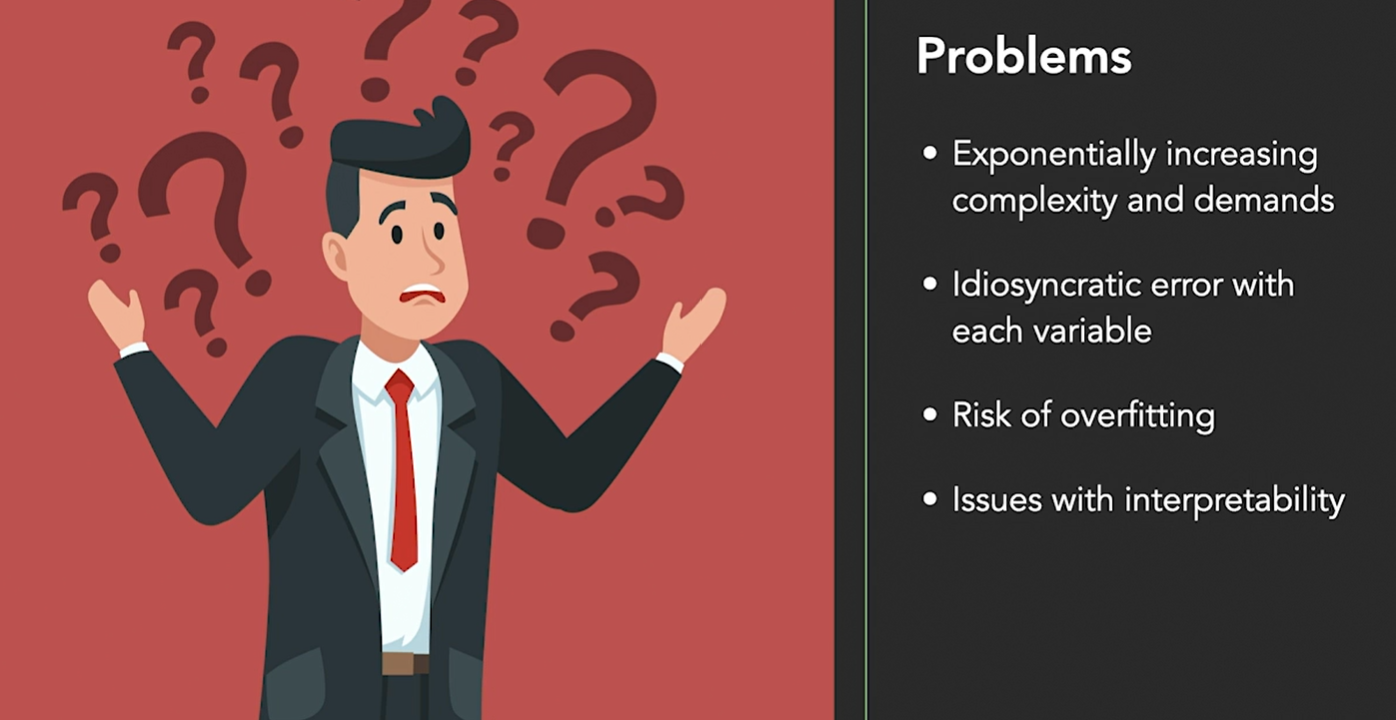 Problems
• Exponentially increasing
complexity and demands
• Idiosyncratic error with
each variable
• Risk of overfitting
• Issues with interpretability